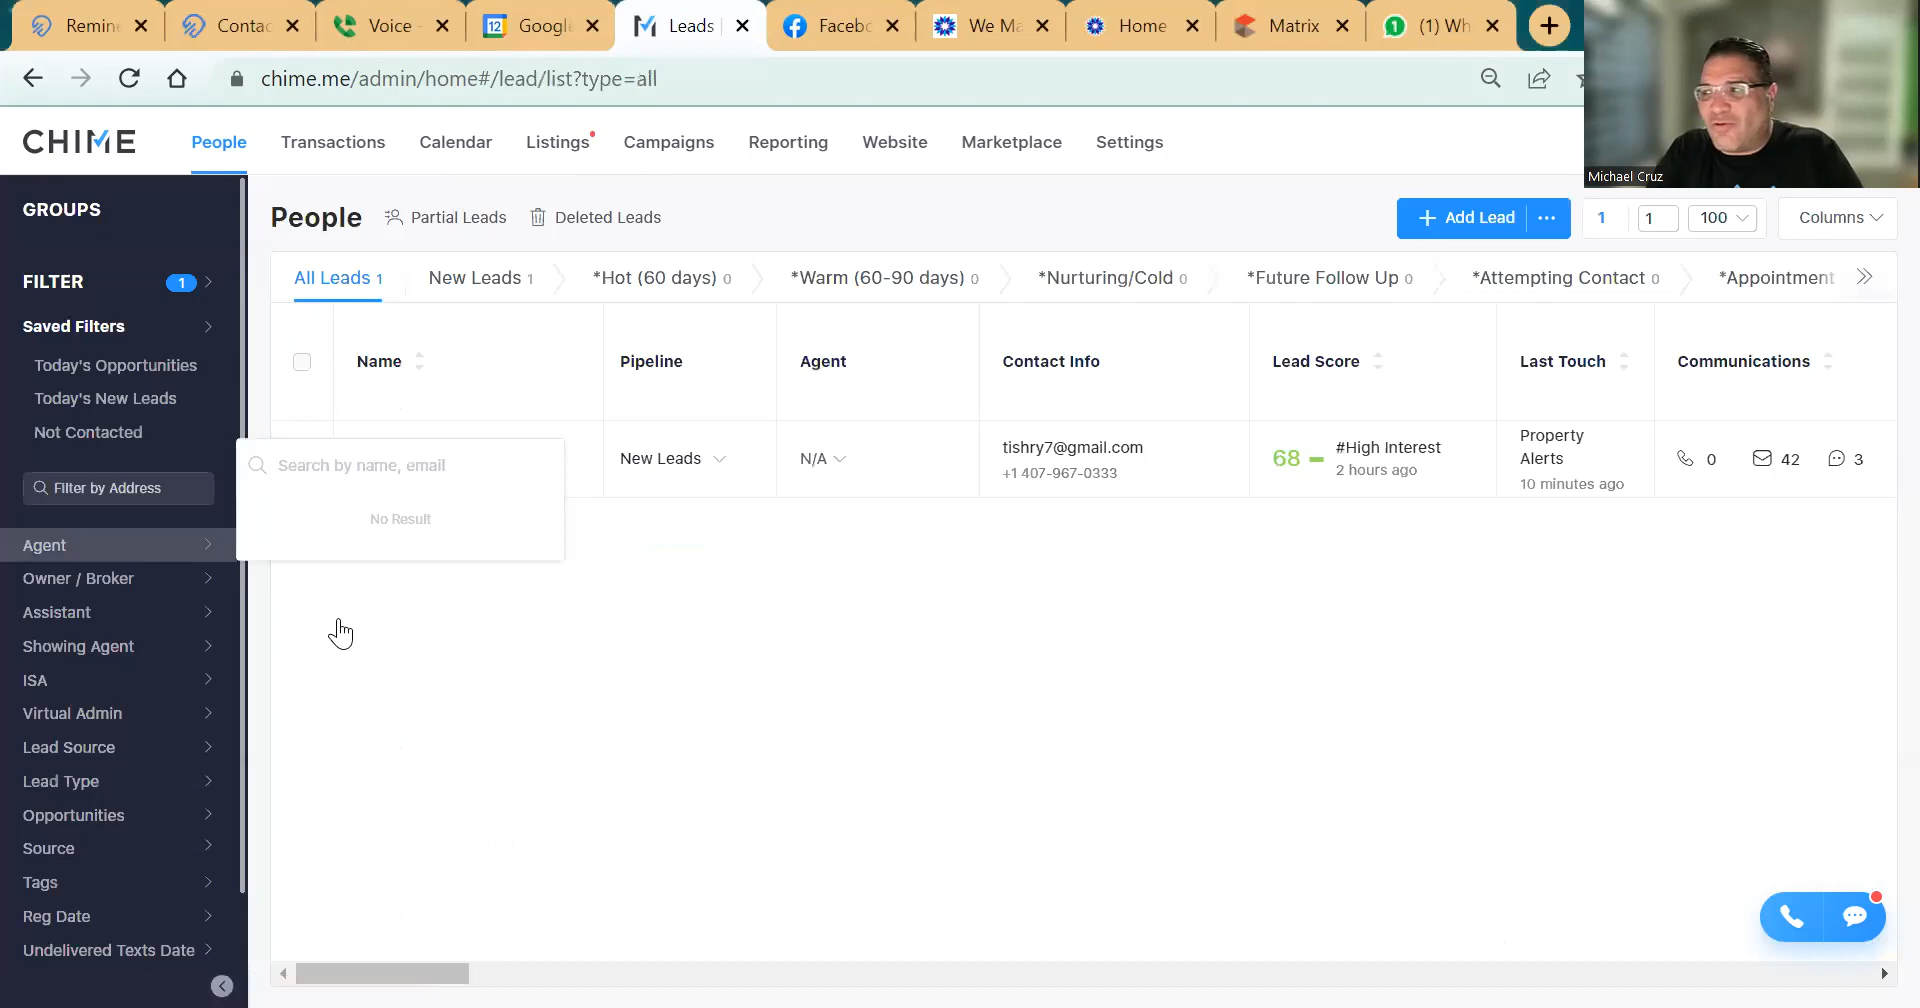 Remin
Contac
Voice -
12
Google
Leads
Facebo
We Ma
Home
Matrix
1
(1) Wh
chime.me/admin/home#/lead/list?type=all
CHIME
People
Transactions
Calendar
Listings
Campaigns
Reporting
Website
Marketplace
Settings
Michael Cruz
GROUPS
People
Partial Leads
Deleted Leads
Add Lead
1
1
100
Columns
FILTER
1
All Leads 1
New Leads 1
*Hot (60 days) 0
*Warm (60-90 days) 0
*Nurturing/Cold 0
*Future Follow Up 0
*Attempting Contact 0
*Appointment
Saved Filters
Today's Opportunities
Today's New Leads
Not Contacted
Name
Pipeline
Agent
Contact Info
Lead Score
Last Touch
Communications
Search by name, email
No Result
New Leads
N/A
tishry7@gmail.com
+1 407-967-0333
68
#High Interest
2 hours ago
Property
Alerts
10 minutes ago
0
42
3
Filter by Address
Agent
Owner / Broker
Assistant
Showing Agent
ISA
Virtual Admin
Lead Source
Lead Type
Opportunities
Source
Tags
Reg Date
Undelivered Texts Date